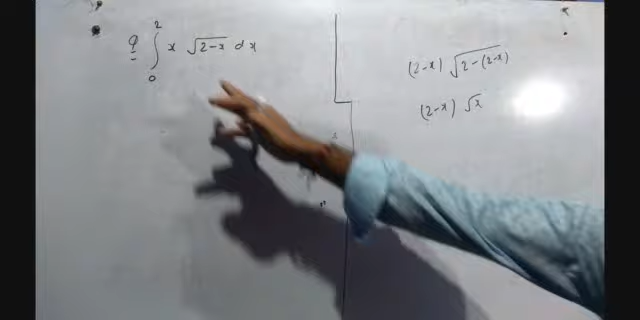 Q ∫₀² x √(2-x) dx
(2-x) √(2-(2-x))
(2-x) √x